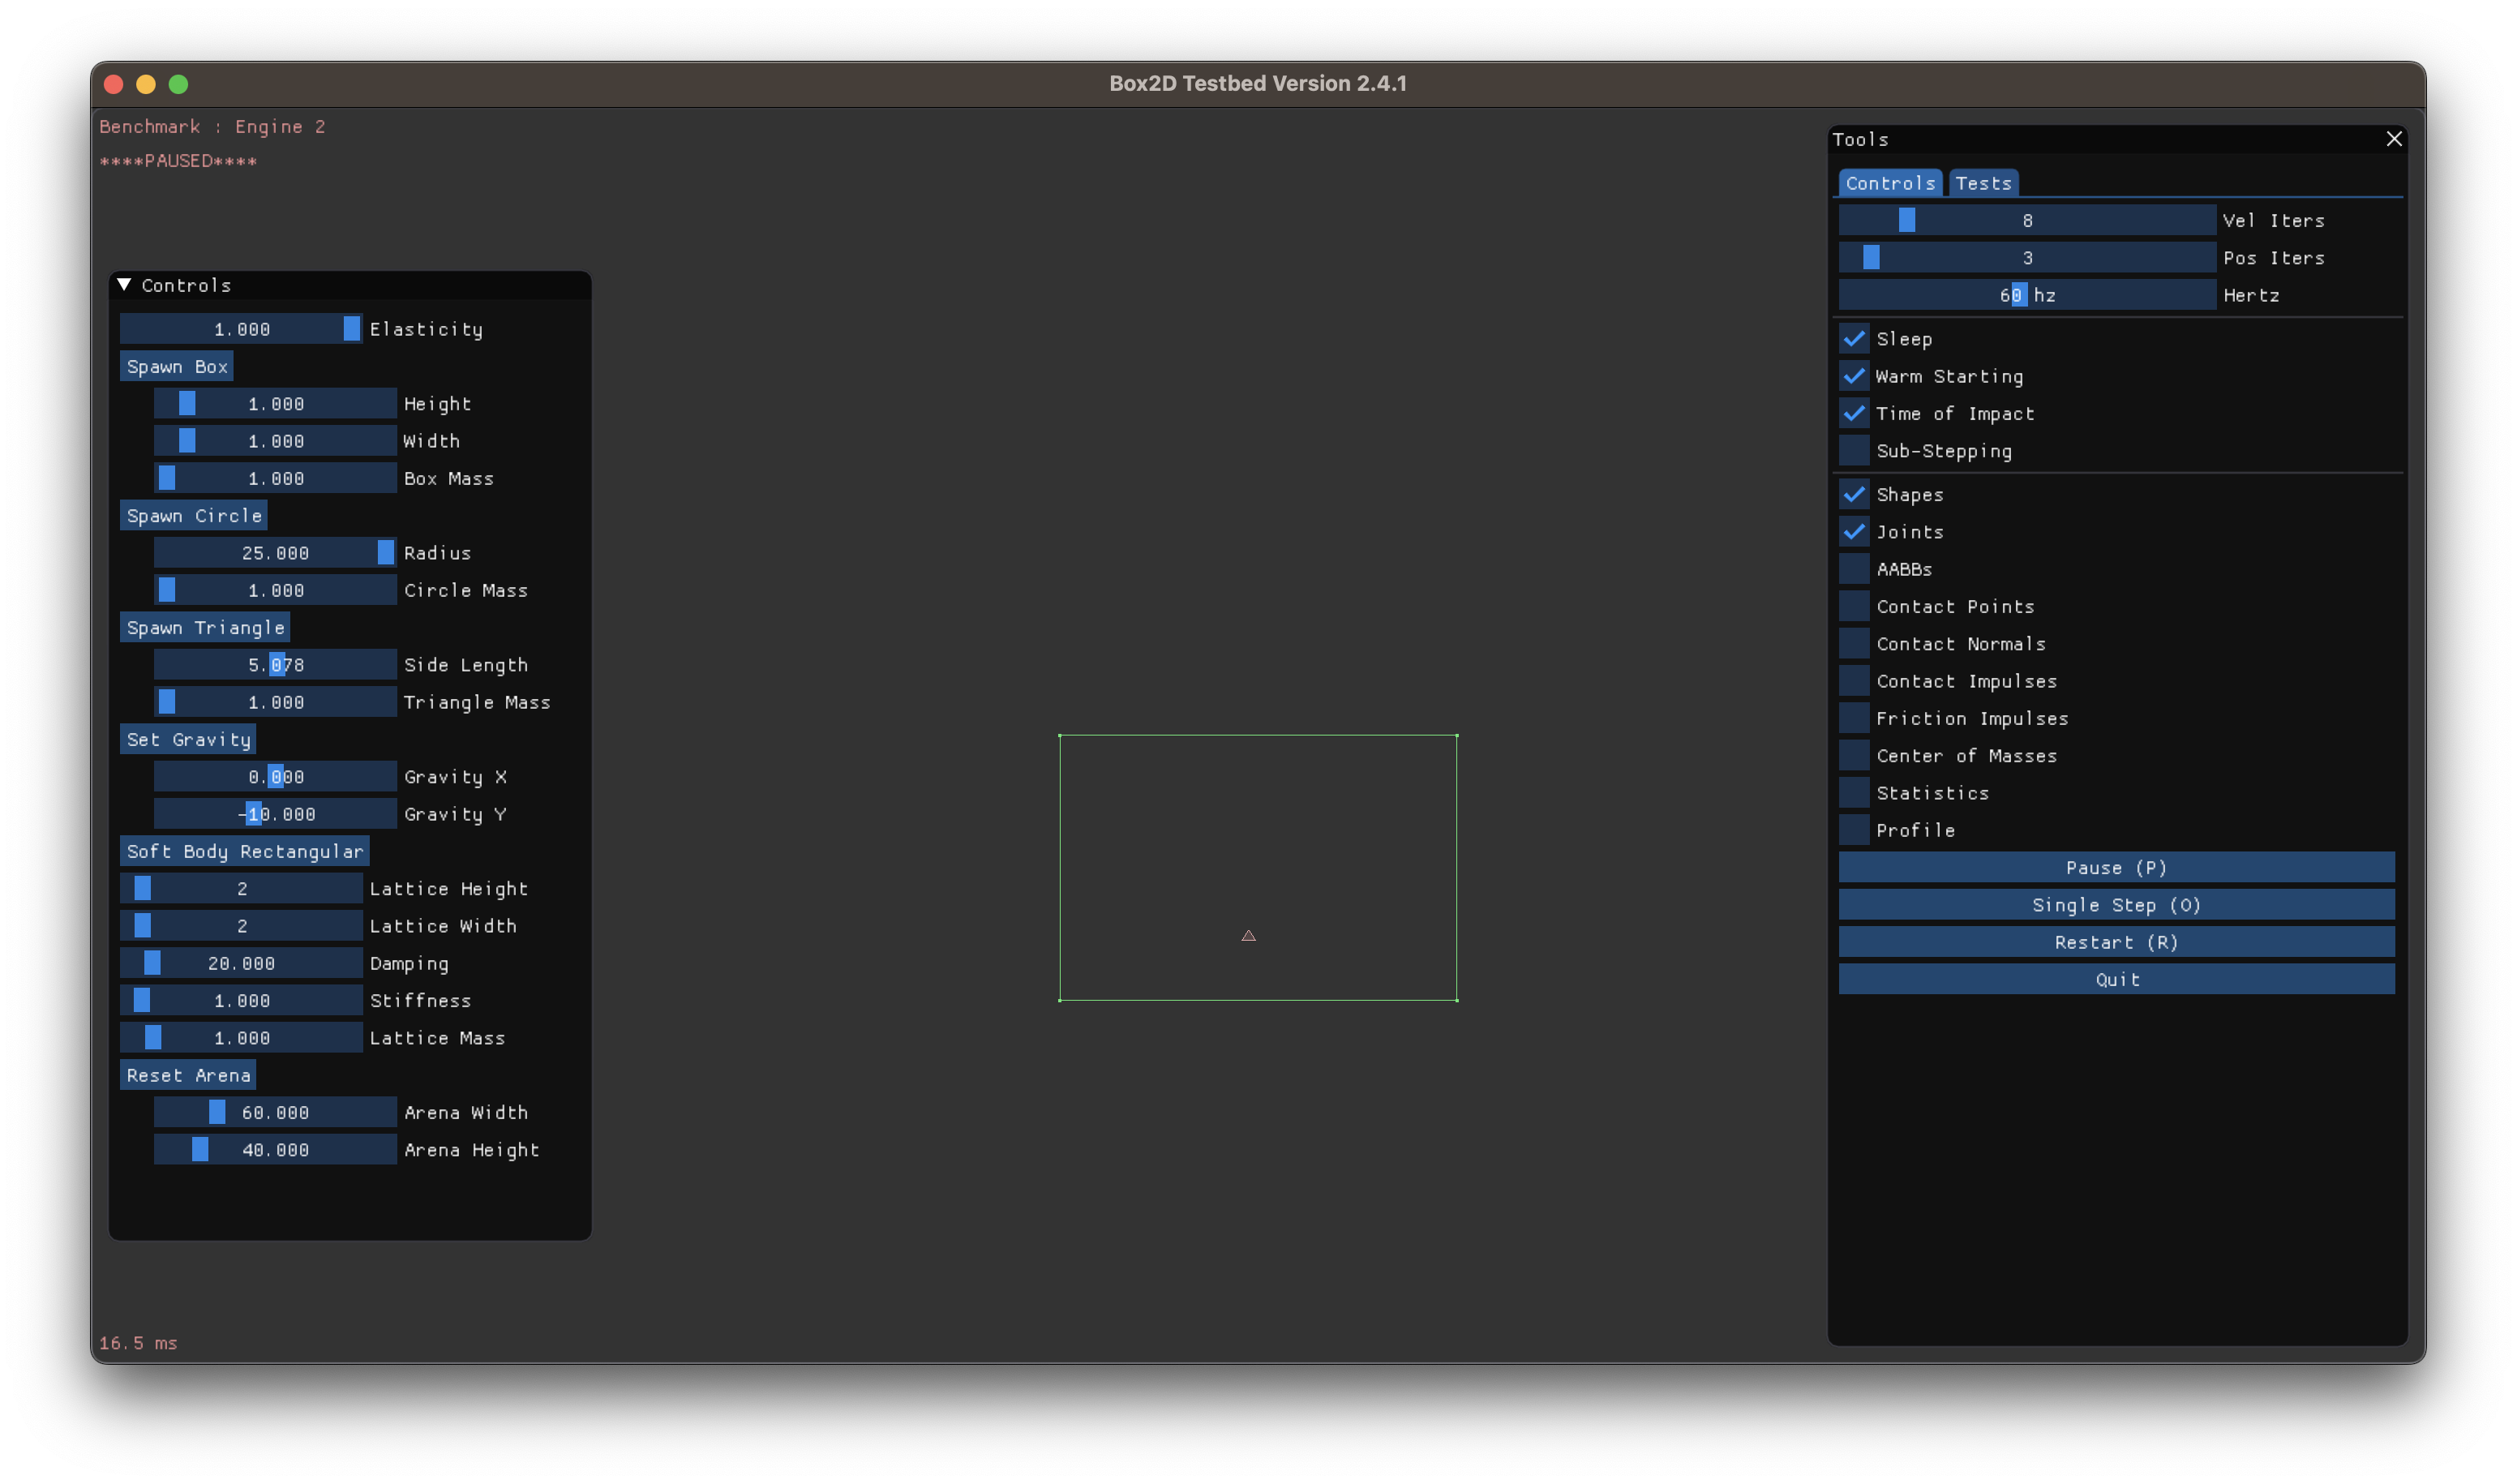 Box2D Testbed Version 2.4.1
Benchmark : Engine 2
****PAUSED****
Controls
1.000 Elasticity
Spawn Box
1.000 Height
1.000 Width
1.000 Box Mass
Spawn Circle
25.000 Radius
1.000 Circle Mass
Spawn Triangle
5.078 Side Length
1.000 Triangle Mass
Set Gravity
0.000 Gravity X
-10.000 Gravity Y
Soft Body Rectangular
2 Lattice Height
2 Lattice Width
20.000 Damping
1.000 Stiffness
1.000 Lattice Mass
Reset Arena
60.000 Arena Width
40.000 Arena Height
16.5 ms
Tools
Controls Tests
8 Vel Iters
3 Pos Iters
60 hz Hertz
Sleep
Warm Starting
Time of Impact
Sub-Stepping
Shapes
Joints
AABBs
Contact Points
Contact Normals
Contact Impulses
Friction Impulses
Center of Masses
Statistics
Profile
Pause (P)
Single Step (O)
Restart (R)
Quit